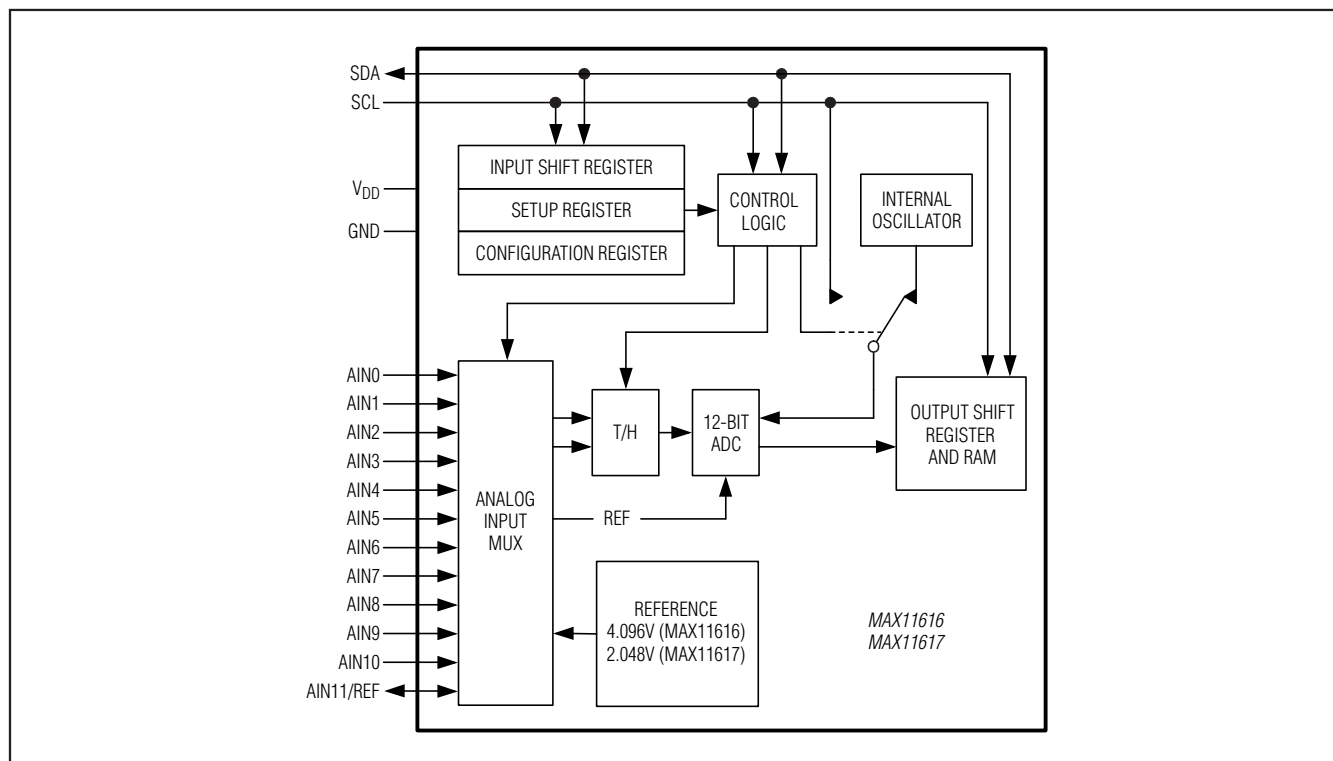 SDA
SCL
VDD
GND
INPUT SHIFT REGISTER
SETUP REGISTER
CONFIGURATION REGISTER
CONTROL
LOGIC
INTERNAL
OSCILLATOR
AIN0
AIN1
AIN2
AIN3
AIN4
AIN5
AIN6
AIN7
AIN8
AIN9
AIN10
AIN11/REF
ANALOG
INPUT
MUX
T/H
12-BIT
ADC
OUTPUT SHIFT
REGISTER
AND RAM
REF
REFERENCE
4.096V (MAX11616)
2.048V (MAX11617)
MAX11616
MAX11617